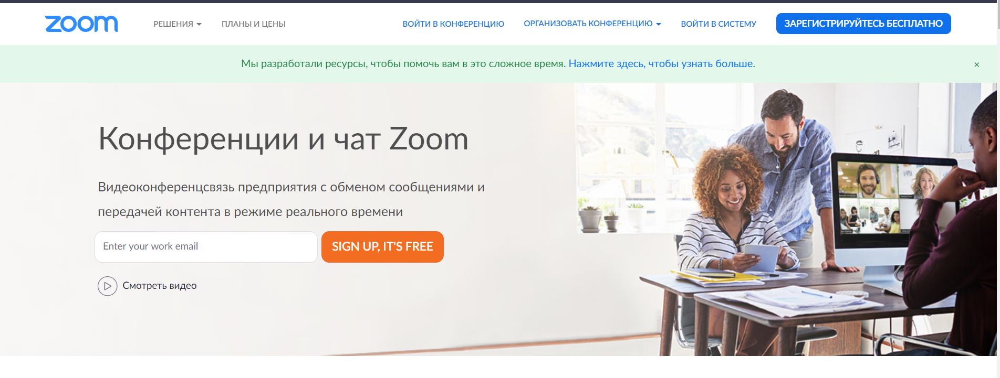 zoom
РЕШЕНИЯ
ПЛАНЫ И ЦЕНЫ
ВОЙТИ В КОНФЕРЕНЦИЮ
ОРГАНИЗОВАТЬ КОНФЕРЕНЦИЮ
ВОЙТИ В СИСТЕМУ
ЗАРЕГИСТРИРУЙТЕСЬ БЕСПЛАТНО
Мы разработали ресурсы, чтобы помочь вам в это сложное время. Нажмите здесь, чтобы узнать больше.
Конференции и чат Zoom
Видеоконференцсвязь предприятия с обменом сообщениями и
передачей контента в режиме реального времени
Enter your work email
SIGN UP, IT'S FREE
Смотреть видео